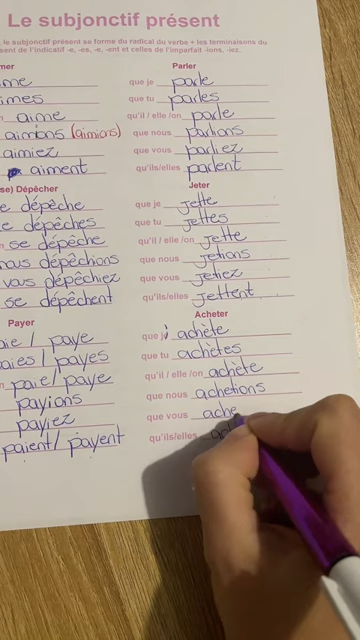 Le subjonctif présent
le subjonctif présent se forme du radical du verbe + les terminaisons du
sent de l'indicatif -e, -es, -e, -ent et celles de l'imparfait -ions, -iez.
mer
me
imes
aime
aimons (aimions)
aimiez
aiment
Parler
que je parle
que tu parles
qu'il / elle /on parle
que nous parlions
que vous parliez
qu'ils/elles parlent
se) Dépêcher
e dépêche
e dépêches
se dépêche
nous dépêchions
vous dépêchiez
se dépêchent
Jeter
que je jette
que tu jettes
qu'il / elle /on jette
que nous jetions
que vous jetiez
qu'ils/elles jettent
Payer
aie / paye
aies / payes
paie / paye
payions
payiez
paient / payent
Acheter
que j' achète
que tu achètes
qu'il / elle /on achète
que nous achetions
que vous ache
qu'ils/elles